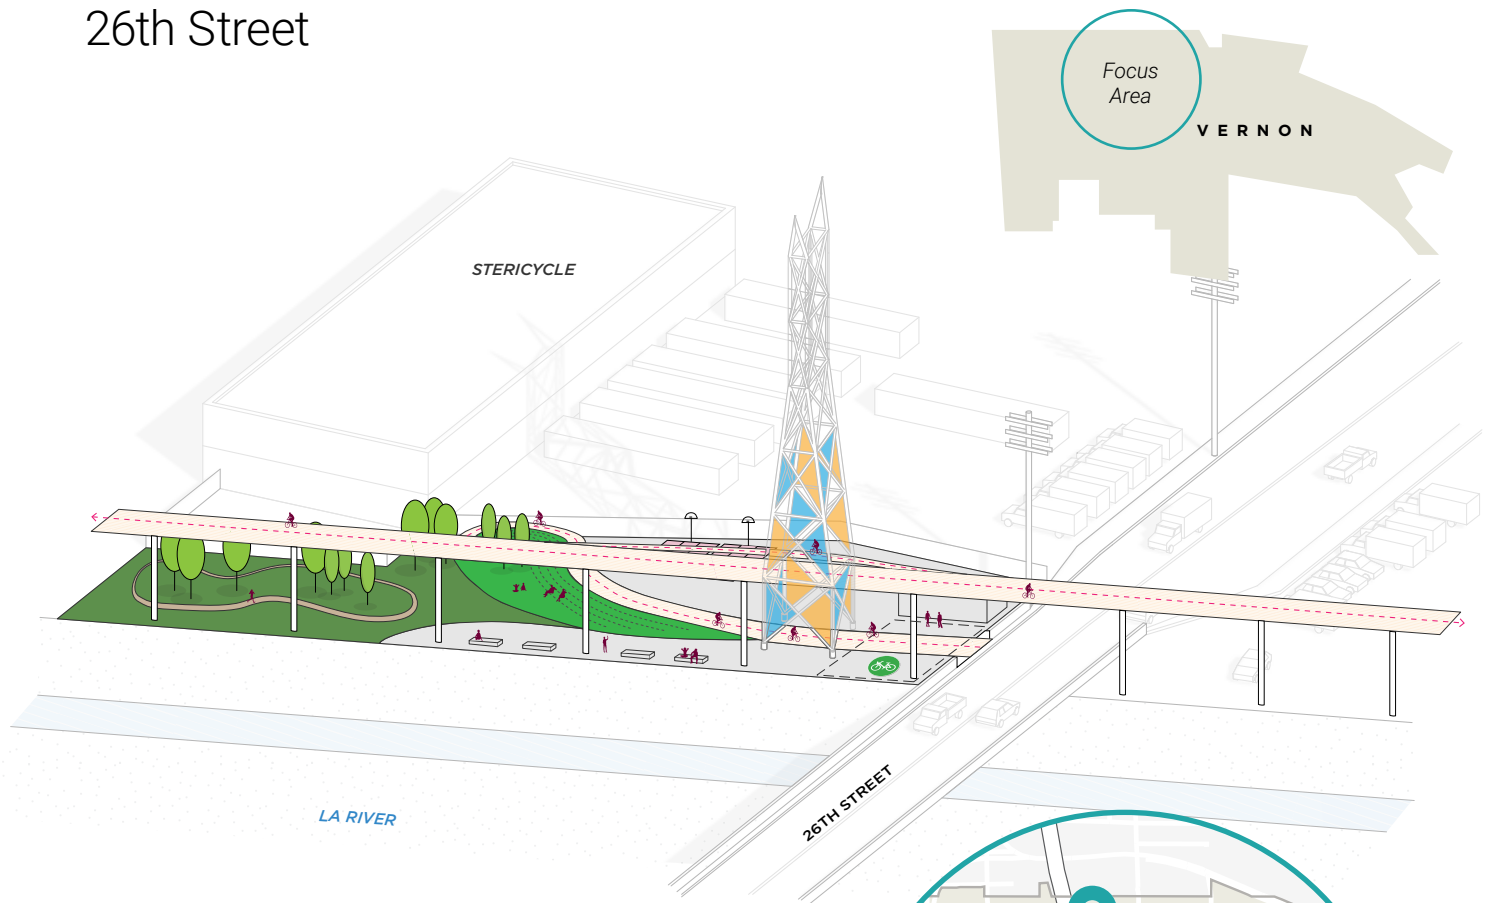 26th Street
Focus
Area
VERNON
STERICYCLE
26TH STREET
LA RIVER